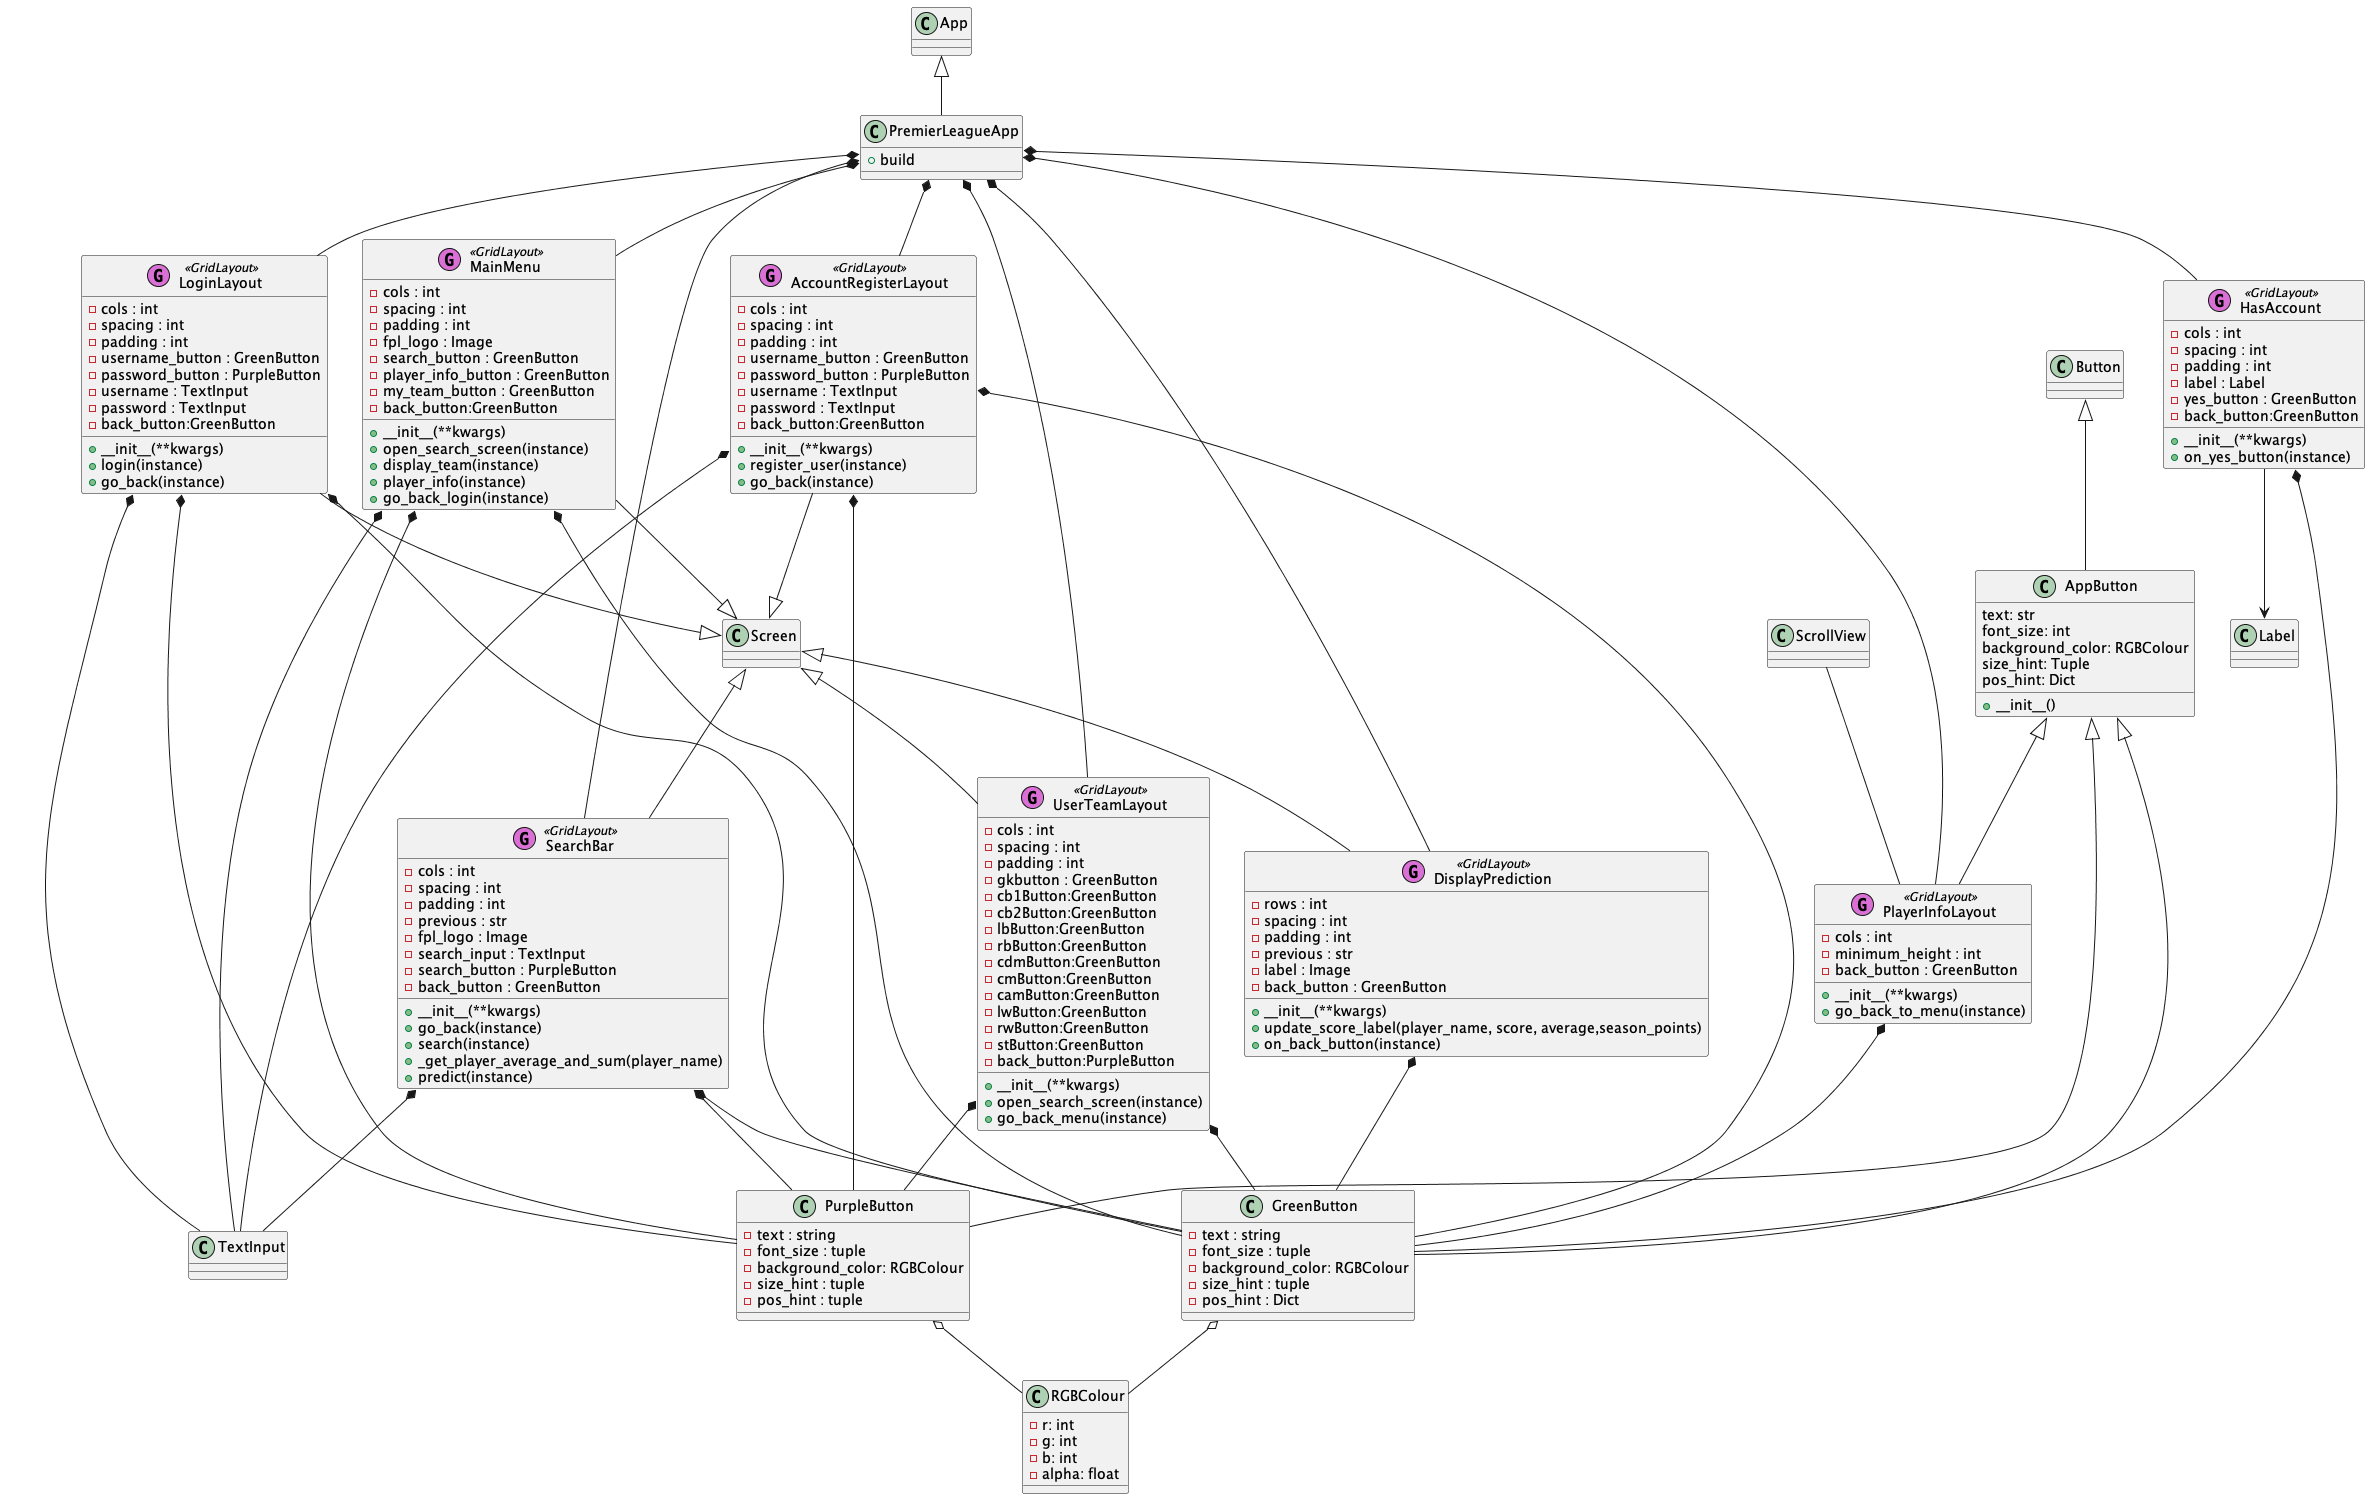 C App
C PremierLeagueApp
build
G «GridLayout»
LoginLayout
cols : int
spacing : int
padding : int
username_button : GreenButton
password_button : PurpleButton
username : TextInput
password : TextInput
back_button:GreenButton
__init__(**kwargs)
login(instance)
go_back(instance)
G «GridLayout»
MainMenu
cols : int
spacing : int
padding : int
fpl_logo : Image
search_button : GreenButton
player_info_button : GreenButton
my_team_button : GreenButton
back_button:GreenButton
__init__(**kwargs)
open_search_screen(instance)
display_team(instance)
player_info(instance)
go_back_login(instance)
G «GridLayout»
AccountRegisterLayout
cols : int
spacing : int
padding : int
username_button : GreenButton
password_button : PurpleButton
username : TextInput
password : TextInput
back_button:GreenButton
__init__(**kwargs)
register_user(instance)
go_back(instance)
G «GridLayout»
HasAccount
cols : int
spacing : int
padding : int
label : Label
yes_button : GreenButton
back_button:GreenButton
__init__(**kwargs)
on_yes_button(instance)
C Button
C AppButton
text: str
font_size: int
background_color: RGBColour
size_hint: Tuple
pos_hint: Dict
__init__()
C Screen
C ScrollView
C Label
G «GridLayout»
SearchBar
cols : int
spacing : int
padding : int
previous : str
fpl_logo : Image
search_input : TextInput
search_button : PurpleButton
back_button : GreenButton
__init__(**kwargs)
go_back(instance)
search(instance)
_get_player_average_and_sum(player_name)
predict(instance)
G «GridLayout»
UserTeamLayout
cols : int
spacing : int
padding : int
gkbutton : GreenButton
cb1Button:GreenButton
cb2Button:GreenButton
lbButton:GreenButton
rbButton:GreenButton
cdmButton:GreenButton
cmButton:GreenButton
camButton:GreenButton
lwButton:GreenButton
rwButton:GreenButton
stButton:GreenButton
back_button:PurpleButton
__init__(**kwargs)
open_search_screen(instance)
go_back_menu(instance)
G «GridLayout»
DisplayPrediction
rows : int
spacing : int
padding : int
previous : str
label : Image
back_button : GreenButton
__init__(**kwargs)
update_score_label(player_name, score, average,season_points)
on_back_button(instance)
G «GridLayout»
PlayerInfoLayout
cols : int
minimum_height : int
back_button : GreenButton
__init__(**kwargs)
go_back_to_menu(instance)
C TextInput
C PurpleButton
text : string
font_size : tuple
background_color: RGBColour
size_hint : tuple
pos_hint : tuple
C GreenButton
text : string
font_size : tuple
background_color: RGBColour
size_hint : tuple
pos_hint : Dict
C RGBColour
r: int
g: int
b: int
alpha: float